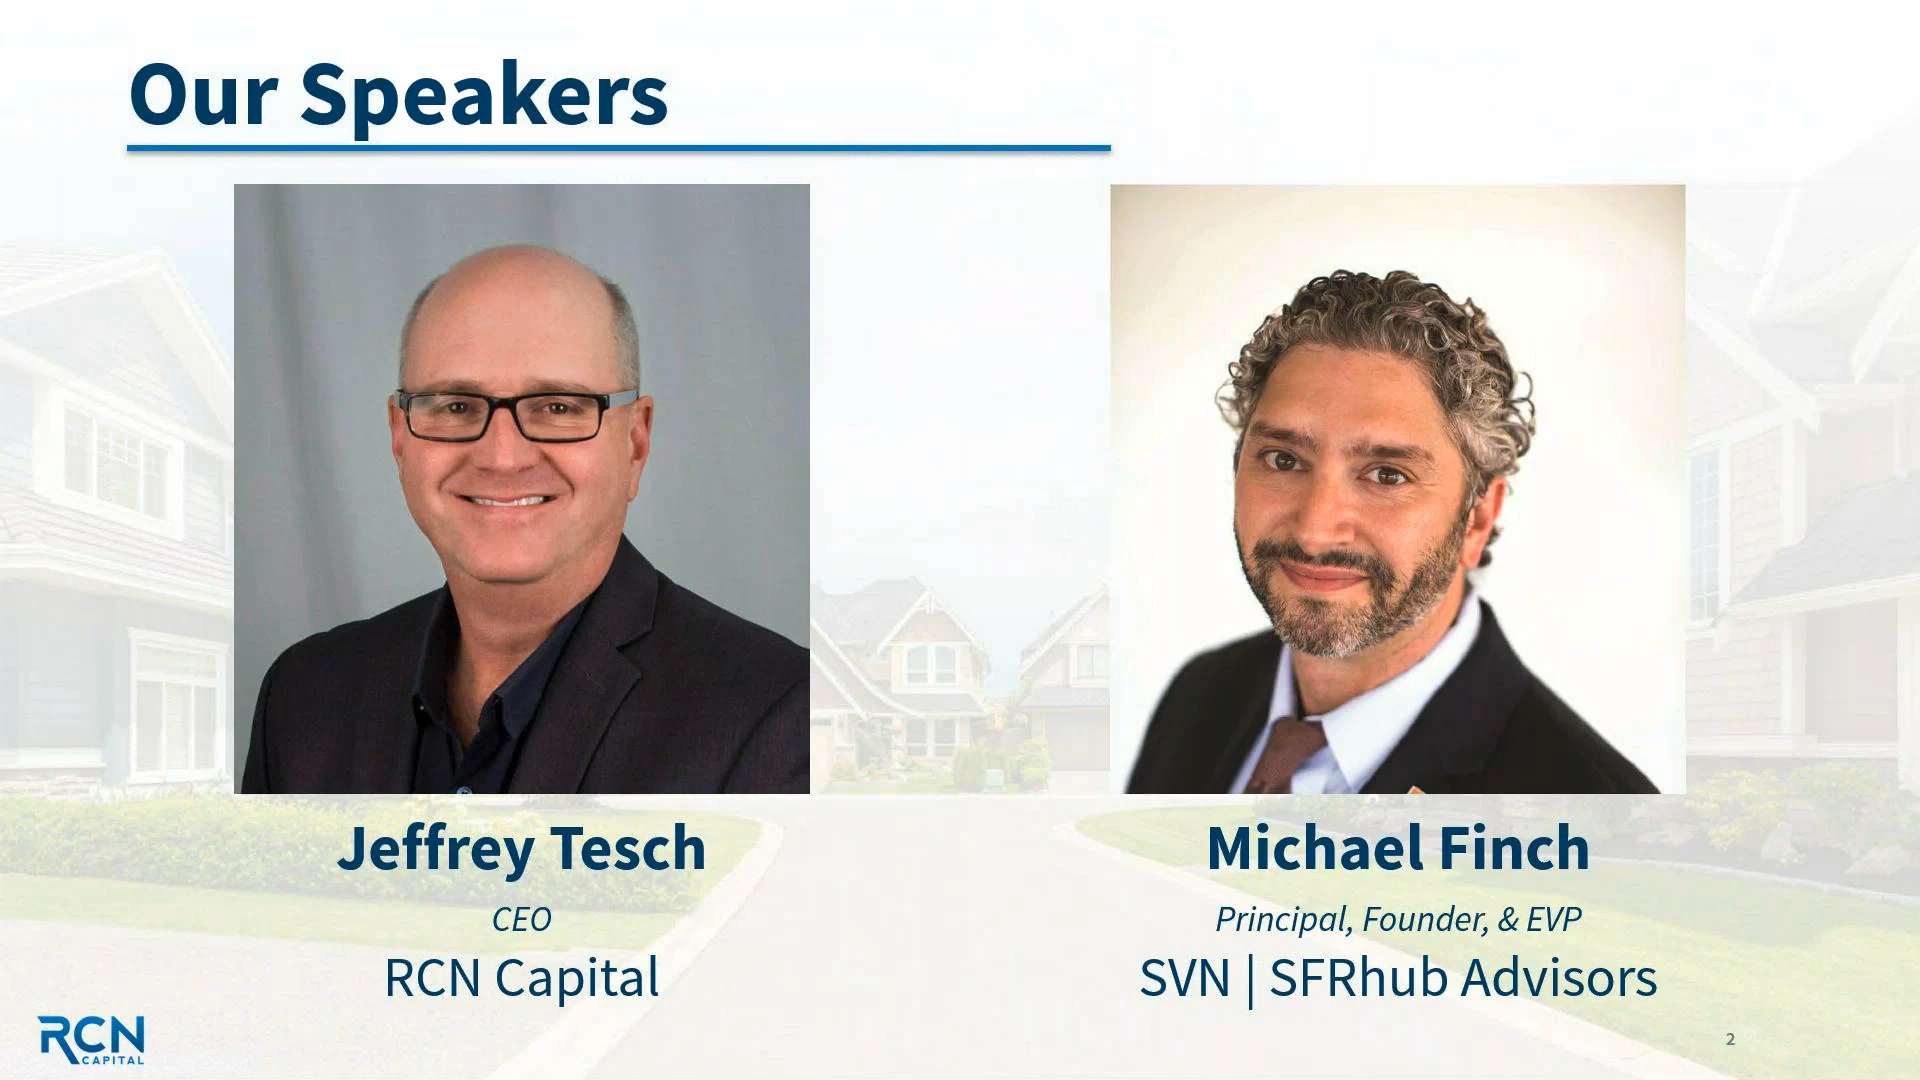 Our Speakers
Jeffrey Tesch
CEO
RCN Capital
Michael Finch
Principal, Founder, & EVP
SVN | SFRhub Advisors
RCN
CAPITAL
2